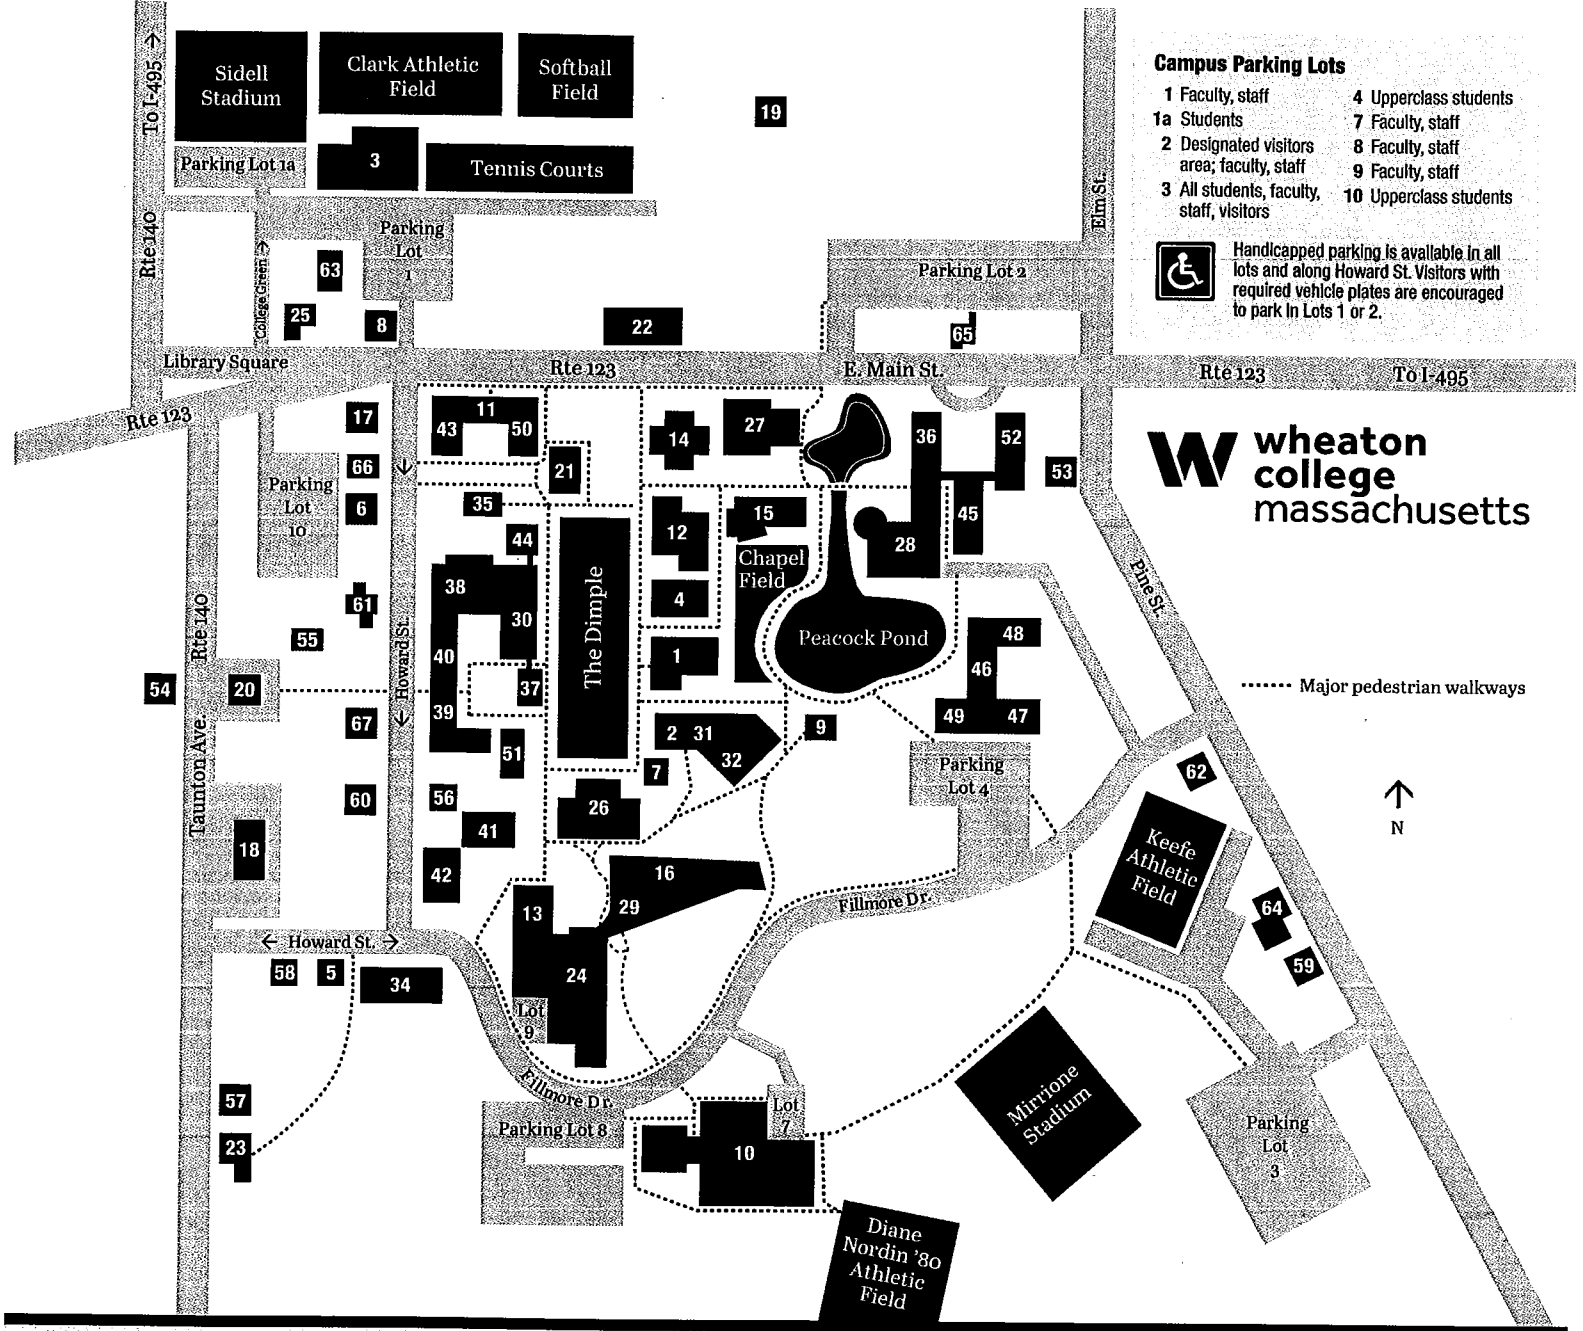 To I-495 →
Sidell
Stadium
Clark Athletic
Field
Softball
Field
19
Parking Lot 1a
3
Tennis Courts
Rte 140
College Green →
Parking
Lot
1
63
25
8
22
Library Square
Rte 123
Rte 123
E. Main St.
Parking Lot 2
65
Elm St.
Rte 123
To I-495
Campus Parking Lots
1 Faculty, staff
1a Students
2 Designated visitors
area; faculty, staff
3 All students, faculty,
staff, visitors
4 Upperclass students
7 Faculty, staff
8 Faculty, staff
9 Faculty, staff
10 Upperclass students
Handicapped parking is available in all
lots and along Howard St. Visitors with
required vehicle plates are encouraged
to park in Lots 1 or 2.
W wheaton
college
massachusetts
17
66
6
Parking
Lot
10
61
55
54
20
67
60
18
Rte 140
Taunton Ave.
← Howard St. →
11
43
50
21
35
44
38
30
40
37
39
51
56
41
42
The Dimple
14
27
12
15
Chapel
Field
4
1
2
31
32
7
9
26
Peacock Pond
36
52
53
45
28
48
46
49
47
Parking
Lot 4
Pine St.
Major pedestrian walkways
↑
N
62
Keefe
Athletic
Field
64
59
16
29
13
24
Lot
9
Fillmore Dr.
Fillmore Dr.
← Howard St. →
58
5
34
57
23
Parking Lot 8
10
Lot
7
Mirrione
Stadium
Parking
Lot
3
Diane
Nordin '80
Athletic
Field